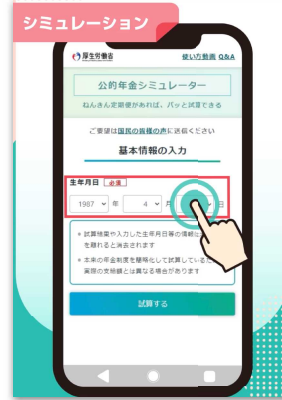 シミュレーション
厚生労働省
使い方動画 Q&A
公的年金シミュレーター
ねんきん定期便があれば、パッと試算できる
ご要望は国民の皆様の声に送信ください
基本情報の入力
生年月日 必須
1987 年 4 月 日
試算結果や入力した生年月日等の情報は
を離れると消去されます
本来の年金制度を簡略化して試算しているため
実際の支給額とは異なる場合があります
試算する